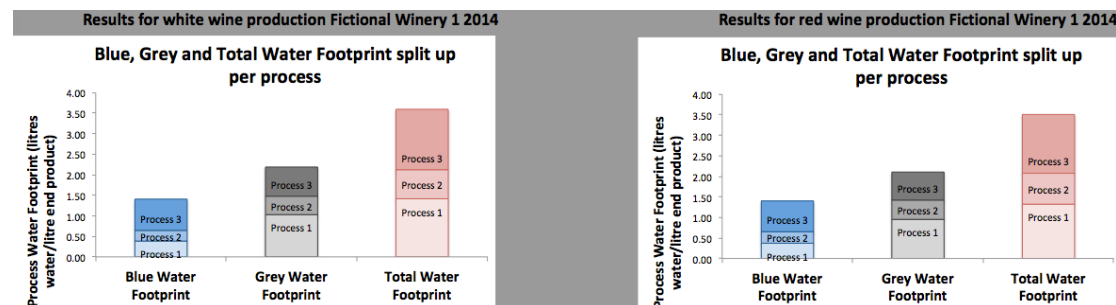 Results for white wine production Fictional Winery 1 2014
Blue, Grey and Total Water Footprint split up
per process
Process Water Footprint (litres
water/litre end product)
4.00
3.50
3.00
2.50
2.00
1.50
1.00
0.50
0.00
Process 3
Process 2
Process 1
Process 3
Process 2
Process 1
Process 3
Process 2
Process 1
Blue Water
Footprint
Grey Water
Footprint
Total Water
Footprint
Results for red wine production Fictional Winery 1 2014
Blue, Grey and Total Water Footprint split up
per process
Process Water Footprint (litres
water/litre end product)
4.00
3.50
3.00
2.50
2.00
1.50
1.00
0.50
0.00
Process 3
Process 2
Process 1
Process 3
Process 2
Process 1
Process 3
Process 2
Process 1
Blue Water
Footprint
Grey Water
Footprint
Total Water
Footprint